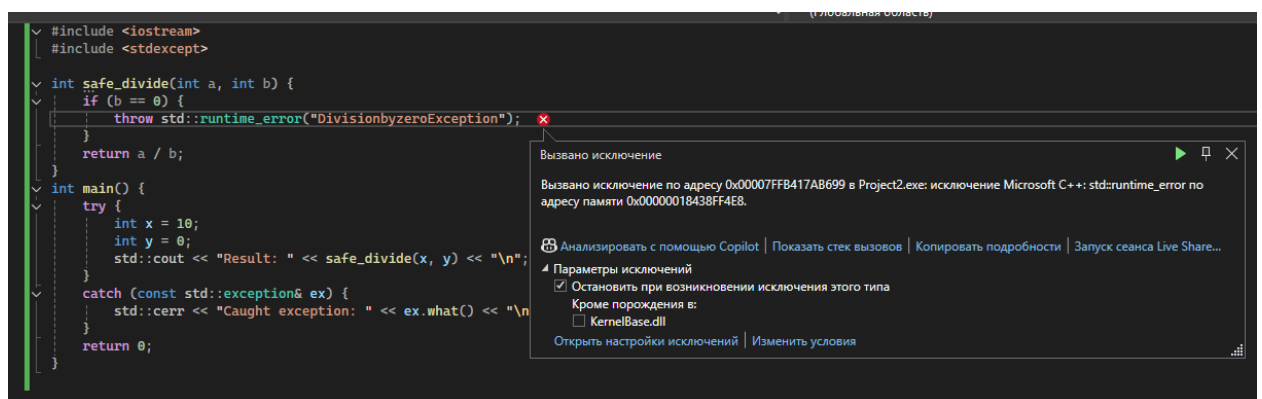 (Глобальная область)
#include <iostream>
#include <stdexcept>
int safe_divide(int a, int b) {
if (b == 0) {
throw std::runtime_error("DivisionbyzeroException");
}
return a / b;
}
int main() {
try {
int x = 10;
int y = 0;
std::cout << "Result: " << safe_divide(x, y) << "\n";
}
catch (const std::exception& ex) {
std::cerr << "Caught exception: " << ex.what() << "\n
}
return 0;
}
Вызвано исключение
Вызвано исключение по адресу 0x00007FFB417AB699 в Project2.exe: исключение Microsoft C++: std::runtime_error по
адресу памяти 0x00000018438FF4E8.
Анализировать с помощью Copilot | Показать стек вызовов | Копировать подробности | Запуск сеанса Live Share...
Параметры исключений
Остановить при возникновении исключения этого типа
Кроме порождения в:
KernelBase.dll
Открыть настройки исключений | Изменить условия